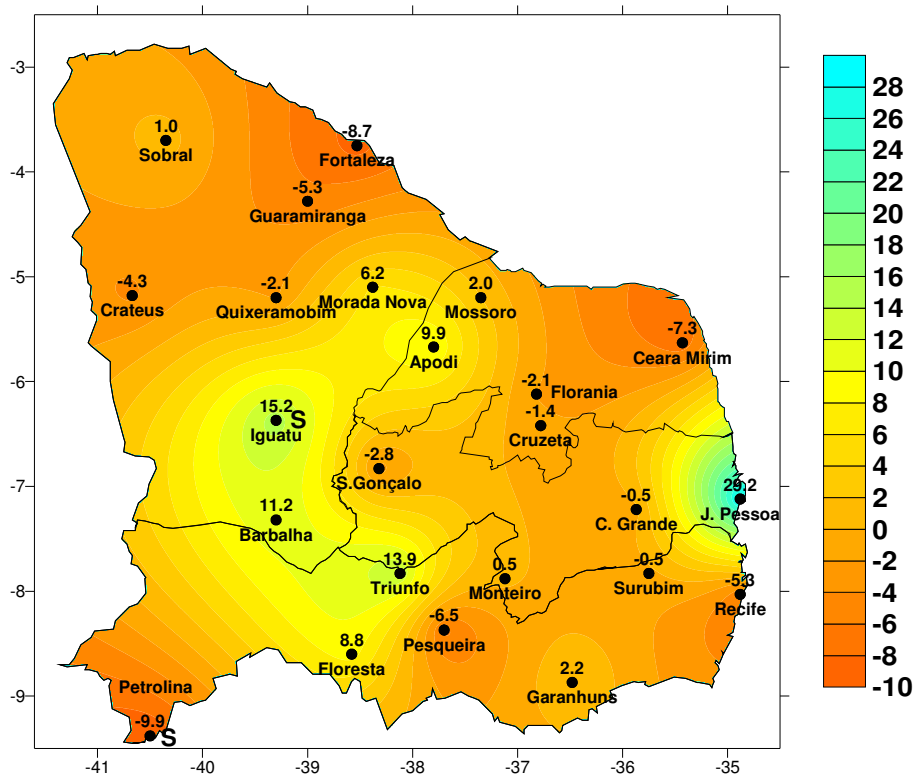 -3
-4
-5
-6
-7
-8
-9
1.0
Sobral
-8.7
Fortaleza
-5.3
Guaramiranga
-4.3
Crateus
-2.1
Quixeramobim
6.2
Morada Nova
2.0
Mossoro
9.9
Apodi
-7.3
Ceara Mirim
-2.1
Florania
-1.4
Cruzeta
15.2
S
Iguatu
-2.8
S.Gonçalo
-0.5
C. Grande
29.2
J. Pessoa
11.2
Barbalha
13.9
Triunfo
0.5
Monteiro
-0.5
Surubim
-5.3
Recife
-6.5
Pesqueira
8.8
Floresta
2.2
Garanhuns
Petrolina
-9.9
S
-41
-40
-39
-38
-37
-36
-35
28
26
24
22
20
18
16
14
12
10
8
6
4
2
0
-2
-4
-6
-8
-10